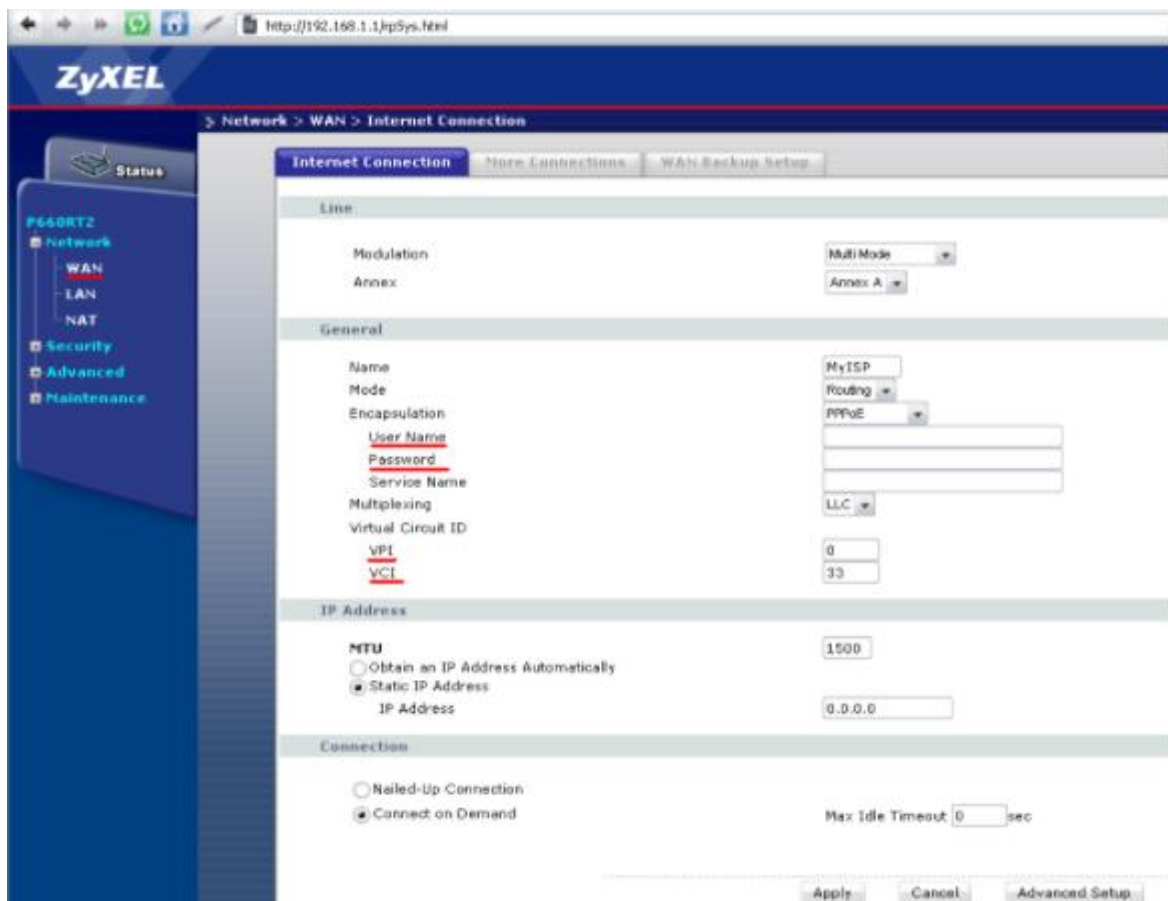 http://192.168.1.1/rpSys.html
ZyXEL
Network > WAN > Internet Connection
Status
Internet Connection More Connections WAN Backup Setup
P660RT2
Network
WAN
LAN
NAT
Security
Advanced
Maintenance
Line
Modulation Multi Mode
Annex Annex A
General
Name MyISP
Mode Routing
Encapsulation PPPoE
User Name
Password
Service Name
Multiplexing LLC
Virtual Circuit ID
VPI 0
VCI 33
IP Address
MTU 1500
Obtain an IP Address Automatically
Static IP Address
IP Address 0.0.0.0
Connection
Nailed-Up Connection
Connect on Demand Max Idle Timeout 0 sec
Apply Cancel Advanced Setup